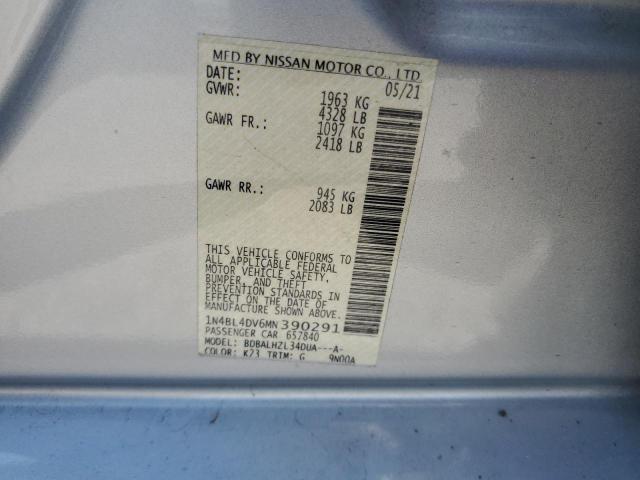 MFD BY NISSAN MOTOR CO., LTD
DATE: 05/21
GVWR: 1963 KG
4328 LB
GAWR FR.: 1097 KG
2418 LB
GAWR RR.: 945 KG
2083 LB
THIS VEHICLE CONFORMS TO
ALL APPLICABLE FEDERAL
MOTOR VEHICLE SAFETY,
BUMPER, AND THEFT
PREVENTION STANDARDS IN
EFFECT ON THE DATE OF
MANUFACTURE SHOWN ABOVE.
1N4BL4DV6MN390291
PASSENGER CAR 657840
MODEL: BDBALHZL34DUA---A-
COLOR: K23 TRIM: G 9N00A